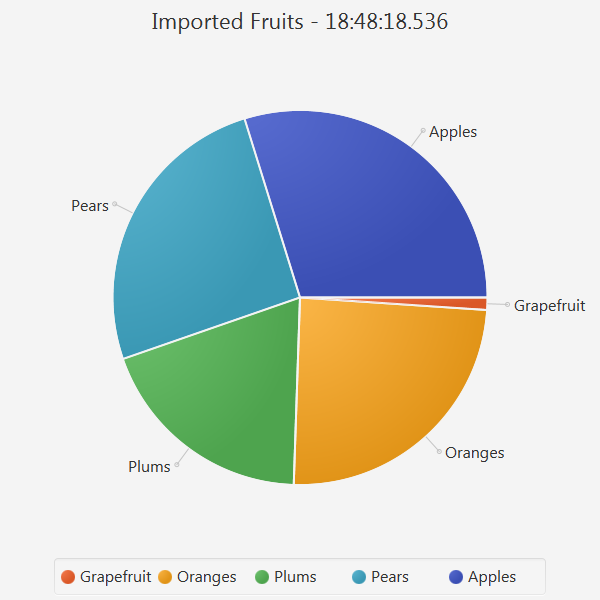 Imported Fruits - 18:48:18.536
Apples
Pears
Grapefruit
Oranges
Plums
Grapefruit Oranges Plums Pears Apples